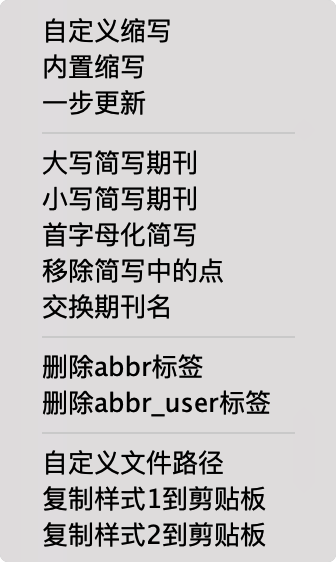 自定义缩写
内置缩写
一步更新
大写简写期刊
小写简写期刊
首字母化简写
移除简写中的点
交换期刊名
删除abbr标签
删除abbr_user标签
自定义文件路径
复制样式1到剪贴板
复制样式2到剪贴板